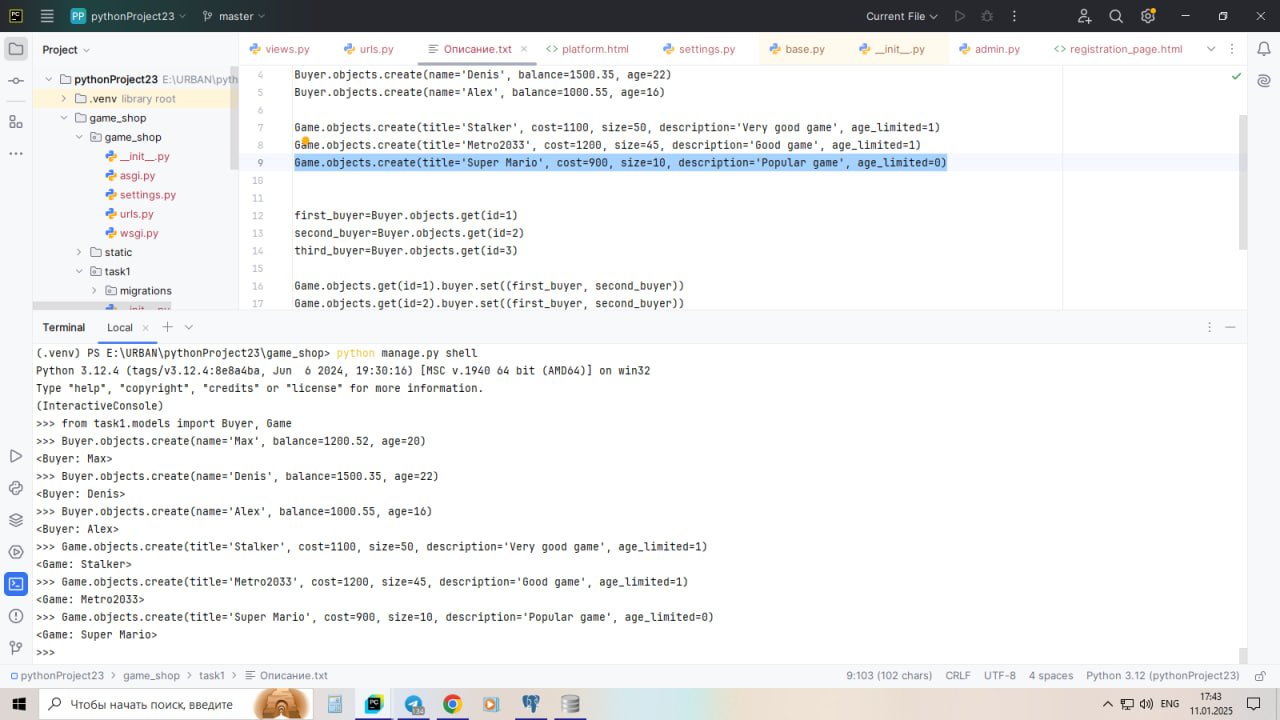 PC
PP pythonProject23
master
Current File
Project
views.py
urls.py
Описание.txt
platform.html
settings.py
base.py
__init__.py
admin.py
registration_page.html
pythonProject23 E:\URBAN\pyth
.venv library root
game_shop
game_shop
__init__.py
asgi.py
settings.py
urls.py
wsgi.py
static
task1
migrations
__init__.py
4 Buyer.objects.create(name='Denis', balance=1500.35, age=22)
5 Buyer.objects.create(name='Alex', balance=1000.55, age=16)
6
7 Game.objects.create(title='Stalker', cost=1100, size=50, description='Very good game', age_limited=1)
8 Game.objects.create(title='Metro2033', cost=1200, size=45, description='Good game', age_limited=1)
9 Game.objects.create(title='Super Mario', cost=900, size=10, description='Popular game', age_limited=0)
10
11
12 first_buyer=Buyer.objects.get(id=1)
13 second_buyer=Buyer.objects.get(id=2)
14 third_buyer=Buyer.objects.get(id=3)
15
16 Game.objects.get(id=1).buyer.set((first_buyer, second_buyer))
17 Game.objects.get(id=2).buyer.set((first_buyer, second_buyer))
Terminal
Local
(.venv) PS E:\URBAN\pythonProject23\game_shop> python manage.py shell
Python 3.12.4 (tags/v3.12.4:8e8a4ba, Jun  6 2024, 19:30:16) [MSC v.1940 64 bit (AMD64)] on win32
Type "help", "copyright", "credits" or "license" for more information.
(InteractiveConsole)
>>> from task1.models import Buyer, Game
>>> Buyer.objects.create(name='Max', balance=1200.52, age=20)
<Buyer: Max>
>>> Buyer.objects.create(name='Denis', balance=1500.35, age=22)
<Buyer: Denis>
>>> Buyer.objects.create(name='Alex', balance=1000.55, age=16)
<Buyer: Alex>
>>> Game.objects.create(title='Stalker', cost=1100, size=50, description='Very good game', age_limited=1)
<Game: Stalker>
>>> Game.objects.create(title='Metro2033', cost=1200, size=45, description='Good game', age_limited=1)
<Game: Metro2033>
>>> Game.objects.create(title='Super Mario', cost=900, size=10, description='Popular game', age_limited=0)
<Game: Super Mario>
>>>
pythonProject23 > game_shop > task1 > Описание.txt
9:103 (102 chars)
CRLF
UTF-8
4 spaces
Python 3.12 (pythonProject23)
Чтобы начать поиск, введите
ENG
17:43
11.01.2025